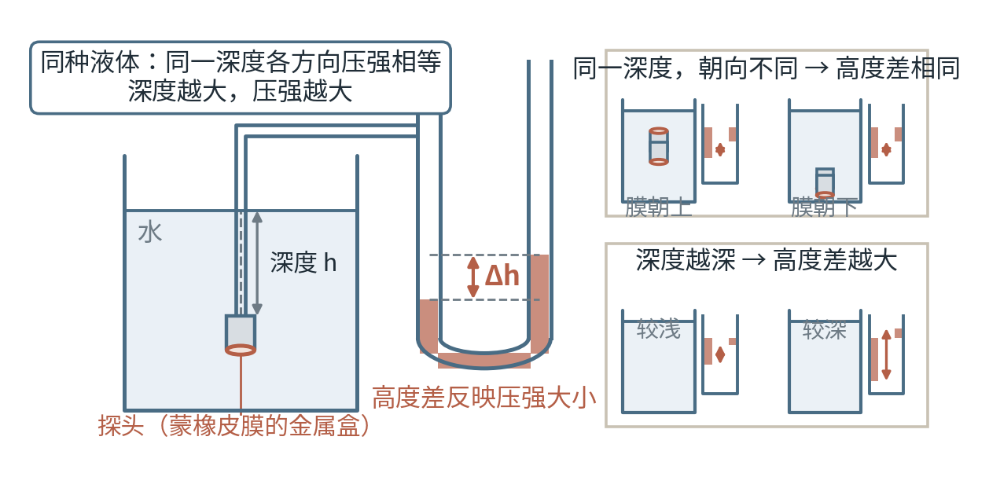 同种液体：同一深度各方向压强相等
深度越大，压强越大
水
深度 h
Δh
高度差反映压强大小
探头（蒙橡皮膜的金属盒）
同一深度，朝向不同 → 高度差相同
膜朝上
膜朝下
深度越深 → 高度差越大
较浅
较深